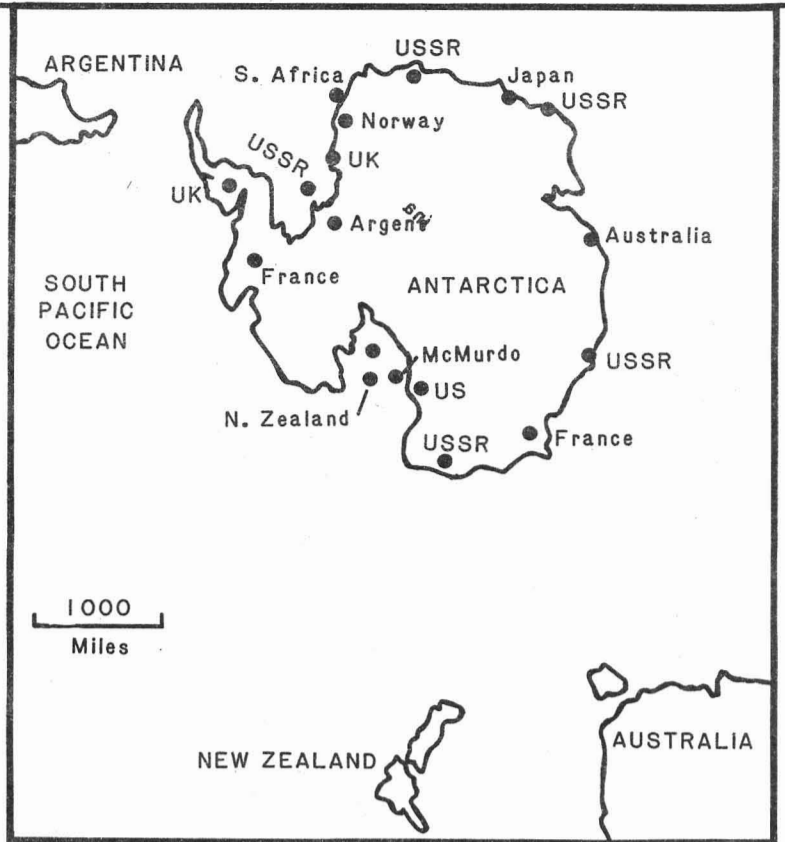 USSR
ARGENTINA
S. Africa
Japan
USSR
Norway
USSR
UK
UK
Argent
Australia
France
SOUTH
PACIFIC
OCEAN
ANTARCTICA
McMurdo
USSR
US
N. Zealand
USSR
France
1000
Miles
NEW ZEALAND
AUSTRALIA